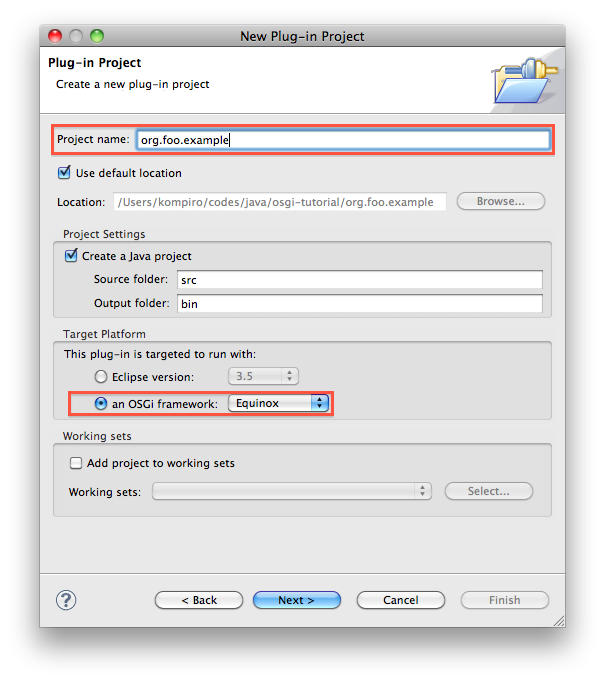 New Plug-in Project
Plug-in Project
Create a new plug-in project
Project name: org.foo.example
Use default location
Location: /Users/kompiro/codes/java/osgi-tutorial/org.foo.example Browse...
Project Settings
Create a Java project
Source folder: src
Output folder: bin
Target Platform
This plug-in is targeted to run with:
Eclipse version: 3.5
an OSGi framework: Equinox
Working sets
Add project to working sets
Working sets: Select...
? < Back Next > Cancel Finish